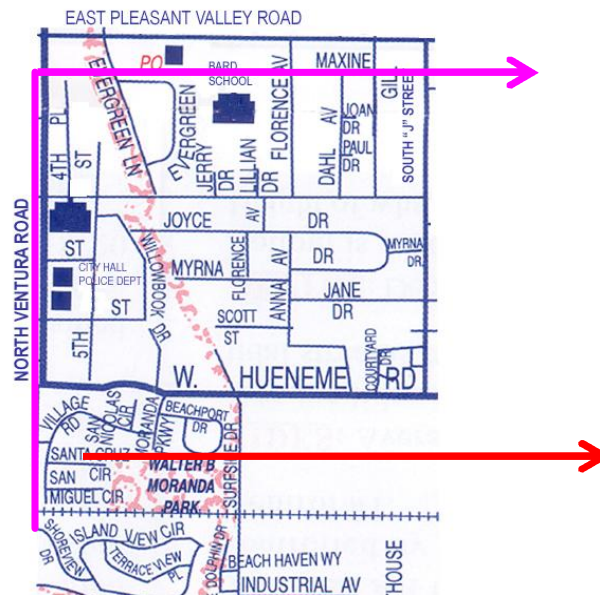 EAST PLEASANT VALLEY ROAD
PO
BARD
SCHOOL
MAXINE
EVERGREEN LN
EVERGREEN
FLORENCE AV
GILL
SOUTH "J" STREET
4TH PL
ST
JERRY
DR
LILLIAN
DR
DAHL AV
JOAN
DR
PAUL
DR
NORTH VENTURA ROAD
JOYCE
AV
DR
ST
WILLOWBOOK DR
CITY HALL
POLICE DEPT
MYRNA
FLORENCE
ANNA AV
DR
MYRNA
DR
ST
JANE
DR
SCOTT
ST
5TH
COURTYARD
DR
W. HUENEME RD
VILLAGE
RD
SAN
NICOLAS
CIR
MORANDA
PKWY
BEACHPORT
DR
SURFSIDE DR
SANTA CRUZ
CIR
SAN
MIGUEL CIR
WALTER B
MORANDA
PARK
SHOREVIEW
DR
ISLAND VIEW CIR
TERRACE VIEW
PL
DOLPHIN DR
BEACH HAVEN WY
INDUSTRIAL AV
HOUSE